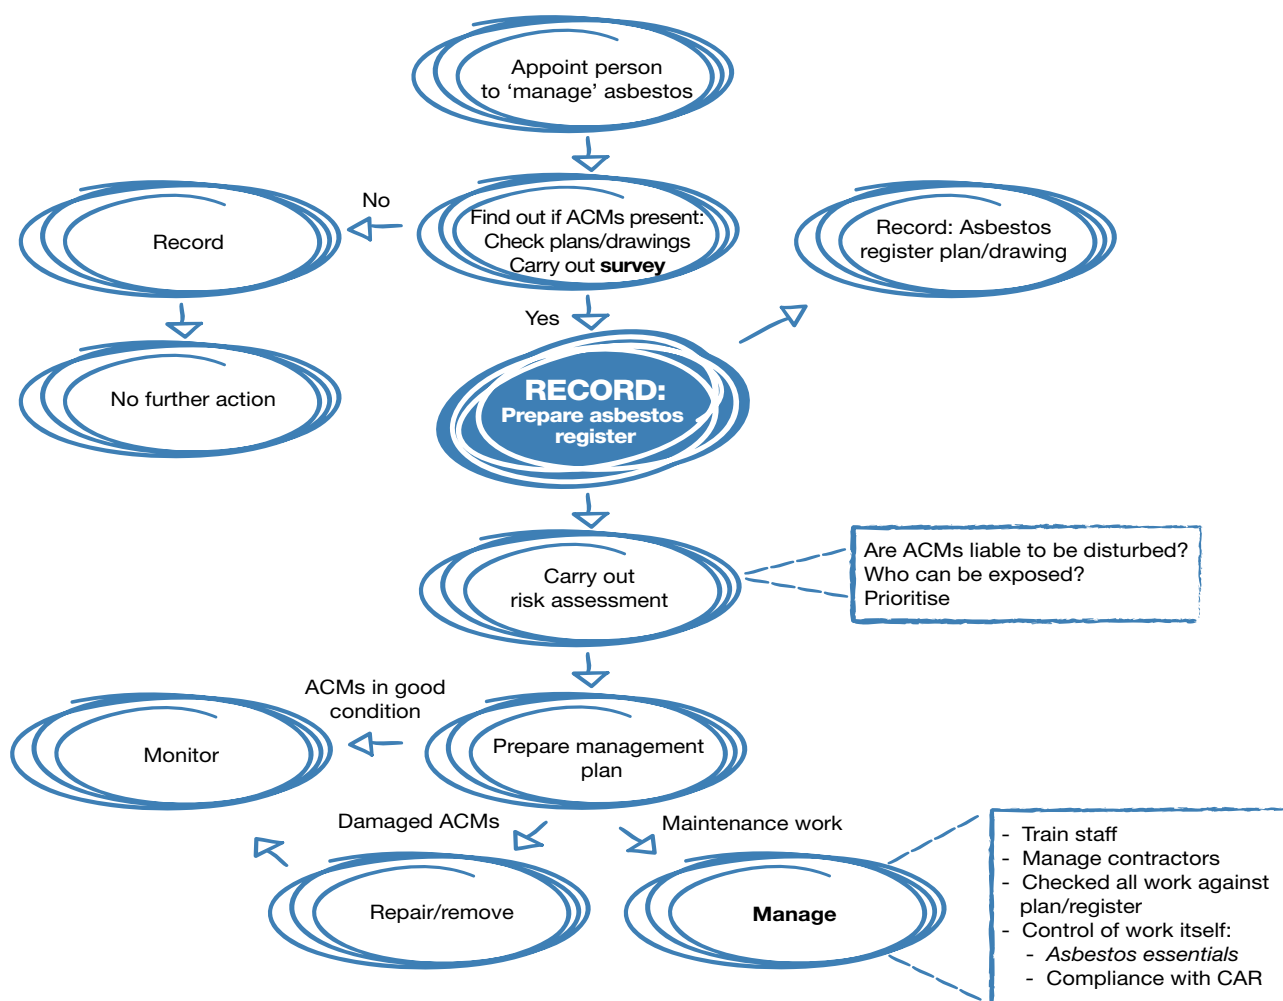 Appoint person
to ‘manage’ asbestos
No
Find out if ACMs present:
Check plans/drawings
Carry out survey
Record
Record: Asbestos
register plan/drawing
Yes
No further action
RECORD:
Prepare asbestos
register
Carry out
risk assessment
Are ACMs liable to be disturbed?
Who can be exposed?
Prioritise
ACMs in good
condition
Monitor
Prepare management
plan
Damaged ACMs
Maintenance work
Repair/remove
Manage
- Train staff
- Manage contractors
- Checked all work against
plan/register
- Control of work itself:
- Asbestos essentials
- Compliance with CAR